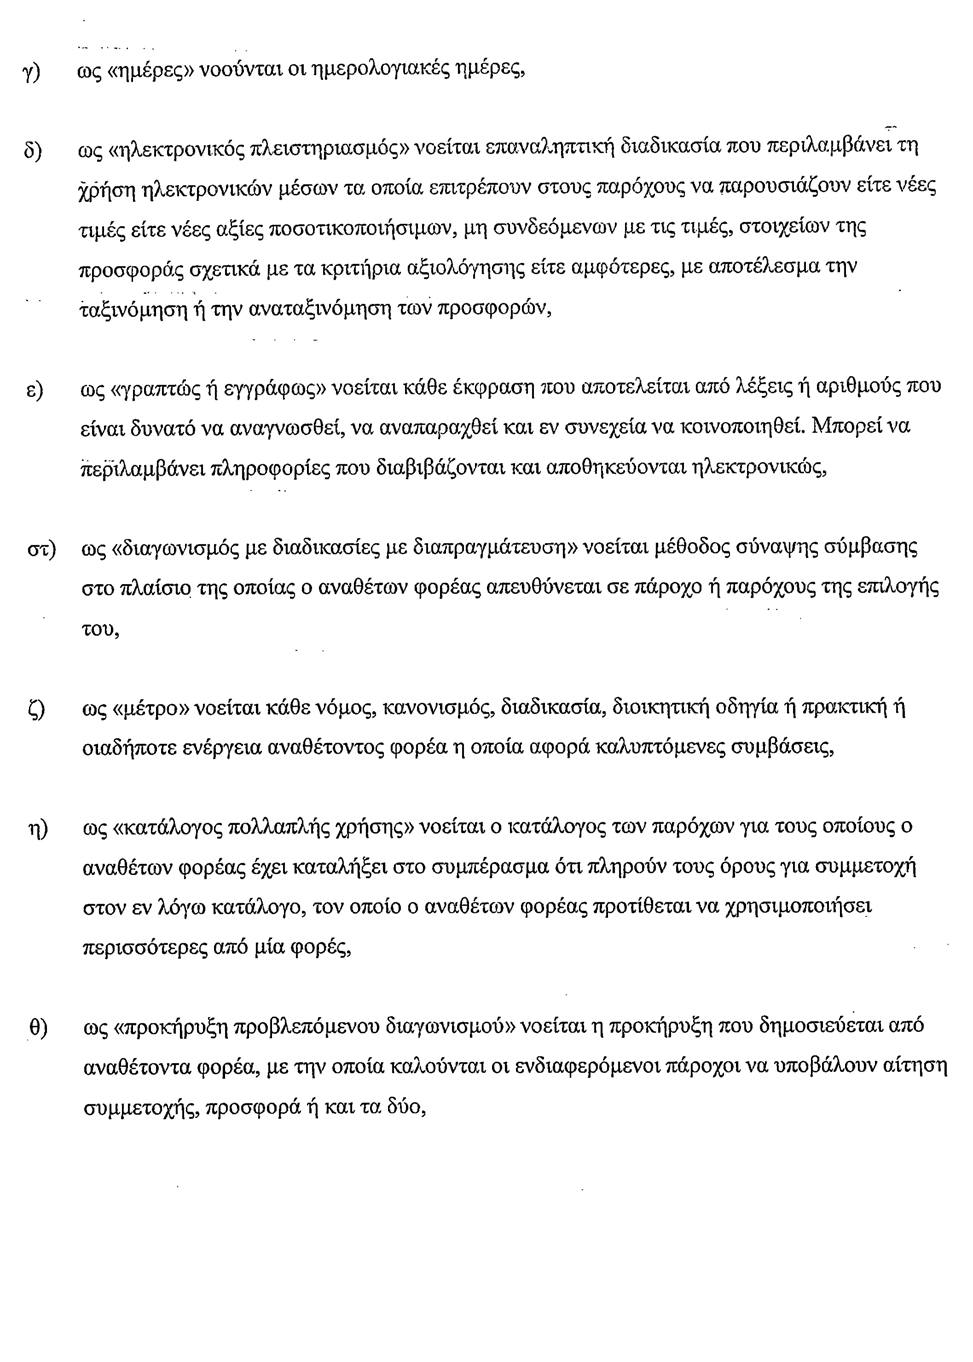 γ) ως «ημέρες» νοούνται οι ημερολογιακές ημέρες,
δ) ως «ηλεκτρονικός πλειστηριασμός» νοείται επαναληπτική διαδικασία που περιλαμβάνει τη
χρήση ηλεκτρονικών μέσων τα οποία επιτρέπουν στους παρόχους να παρουσιάζουν είτε νέες
τιμές είτε νέες αξίες ποσοτικοποιήσιμων, μη συνδεόμενων με τις τιμές, στοιχείων της
προσφοράς σχετικά με τα κριτήρια αξιολόγησης είτε αμφότερες, με αποτέλεσμα την
ταξινόμηση ή την αναταξινόμηση των προσφορών,
ε) ως «γραπτώς ή εγγράφως» νοείται κάθε έκφραση που αποτελείται από λέξεις ή αριθμούς που
είναι δυνατό να αναγνωσθεί, να αναπαραχθεί και εν συνεχεία να κοινοποιηθεί. Μπορεί να
περιλαμβάνει πληροφορίες που διαβιβάζονται και αποθηκεύονται ηλεκτρονικώς,
στ) ως «διαγωνισμός με διαδικασίες με διαπραγμάτευση» νοείται μέθοδος σύναψης σύμβασης
στο πλαίσιο της οποίας ο αναθέτων φορέας απευθύνεται σε πάροχο ή παρόχους της επιλογής
του,
ζ) ως «μέτρο» νοείται κάθε νόμος, κανονισμός, διαδικασία, διοικητική οδηγία ή πρακτική ή
οιαδήποτε ενέργεια αναθέτοντος φορέα η οποία αφορά καλυπτόμενες συμβάσεις,
η) ως «κατάλογος πολλαπλής χρήσης» νοείται ο κατάλογος των παρόχων για τους οποίους ο
αναθέτων φορέας έχει καταλήξει στο συμπέρασμα ότι πληρούν τους όρους για συμμετοχή
στον εν λόγω κατάλογο, τον οποίο ο αναθέτων φορέας προτίθεται να χρησιμοποιήσει
περισσότερες από μία φορές,
θ) ως «προκήρυξη προβλεπόμενου διαγωνισμού» νοείται η προκήρυξη που δημοσιεύεται από
αναθέτοντα φορέα, με την οποία καλούνται οι ενδιαφερόμενοι πάροχοι να υποβάλουν αίτηση
συμμετοχής, προσφορά ή και τα δύο,